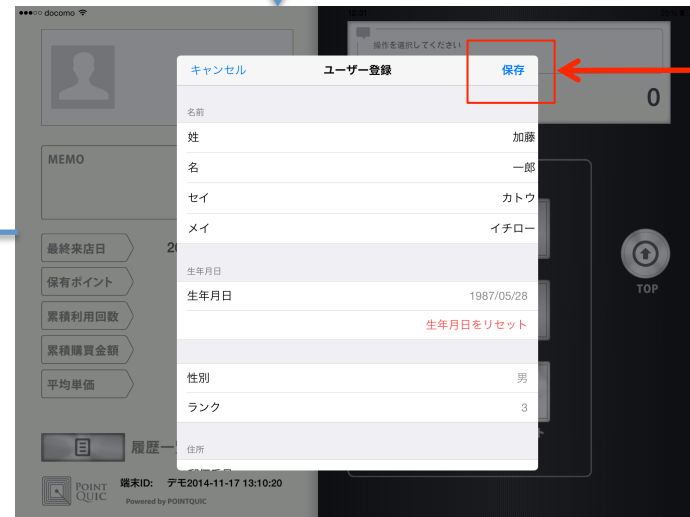 docomo
操作を選択してください
キャンセル ユーザー登録 保存
0
名前
姓 加藤
名 一郎
セイ カトウ
メイ イチロー
MEMO
生年月日
生年月日 1987/05/28
生年月日をリセット
性別 男
ランク 3
住所
最終来店日 20
保有ポイント
累積利用回数
累積購買金額
平均単価
TOP
履歴一
POINT QUIC
端末ID: デモ2014-11-17 13:10:20
Powered by POINTQUIC